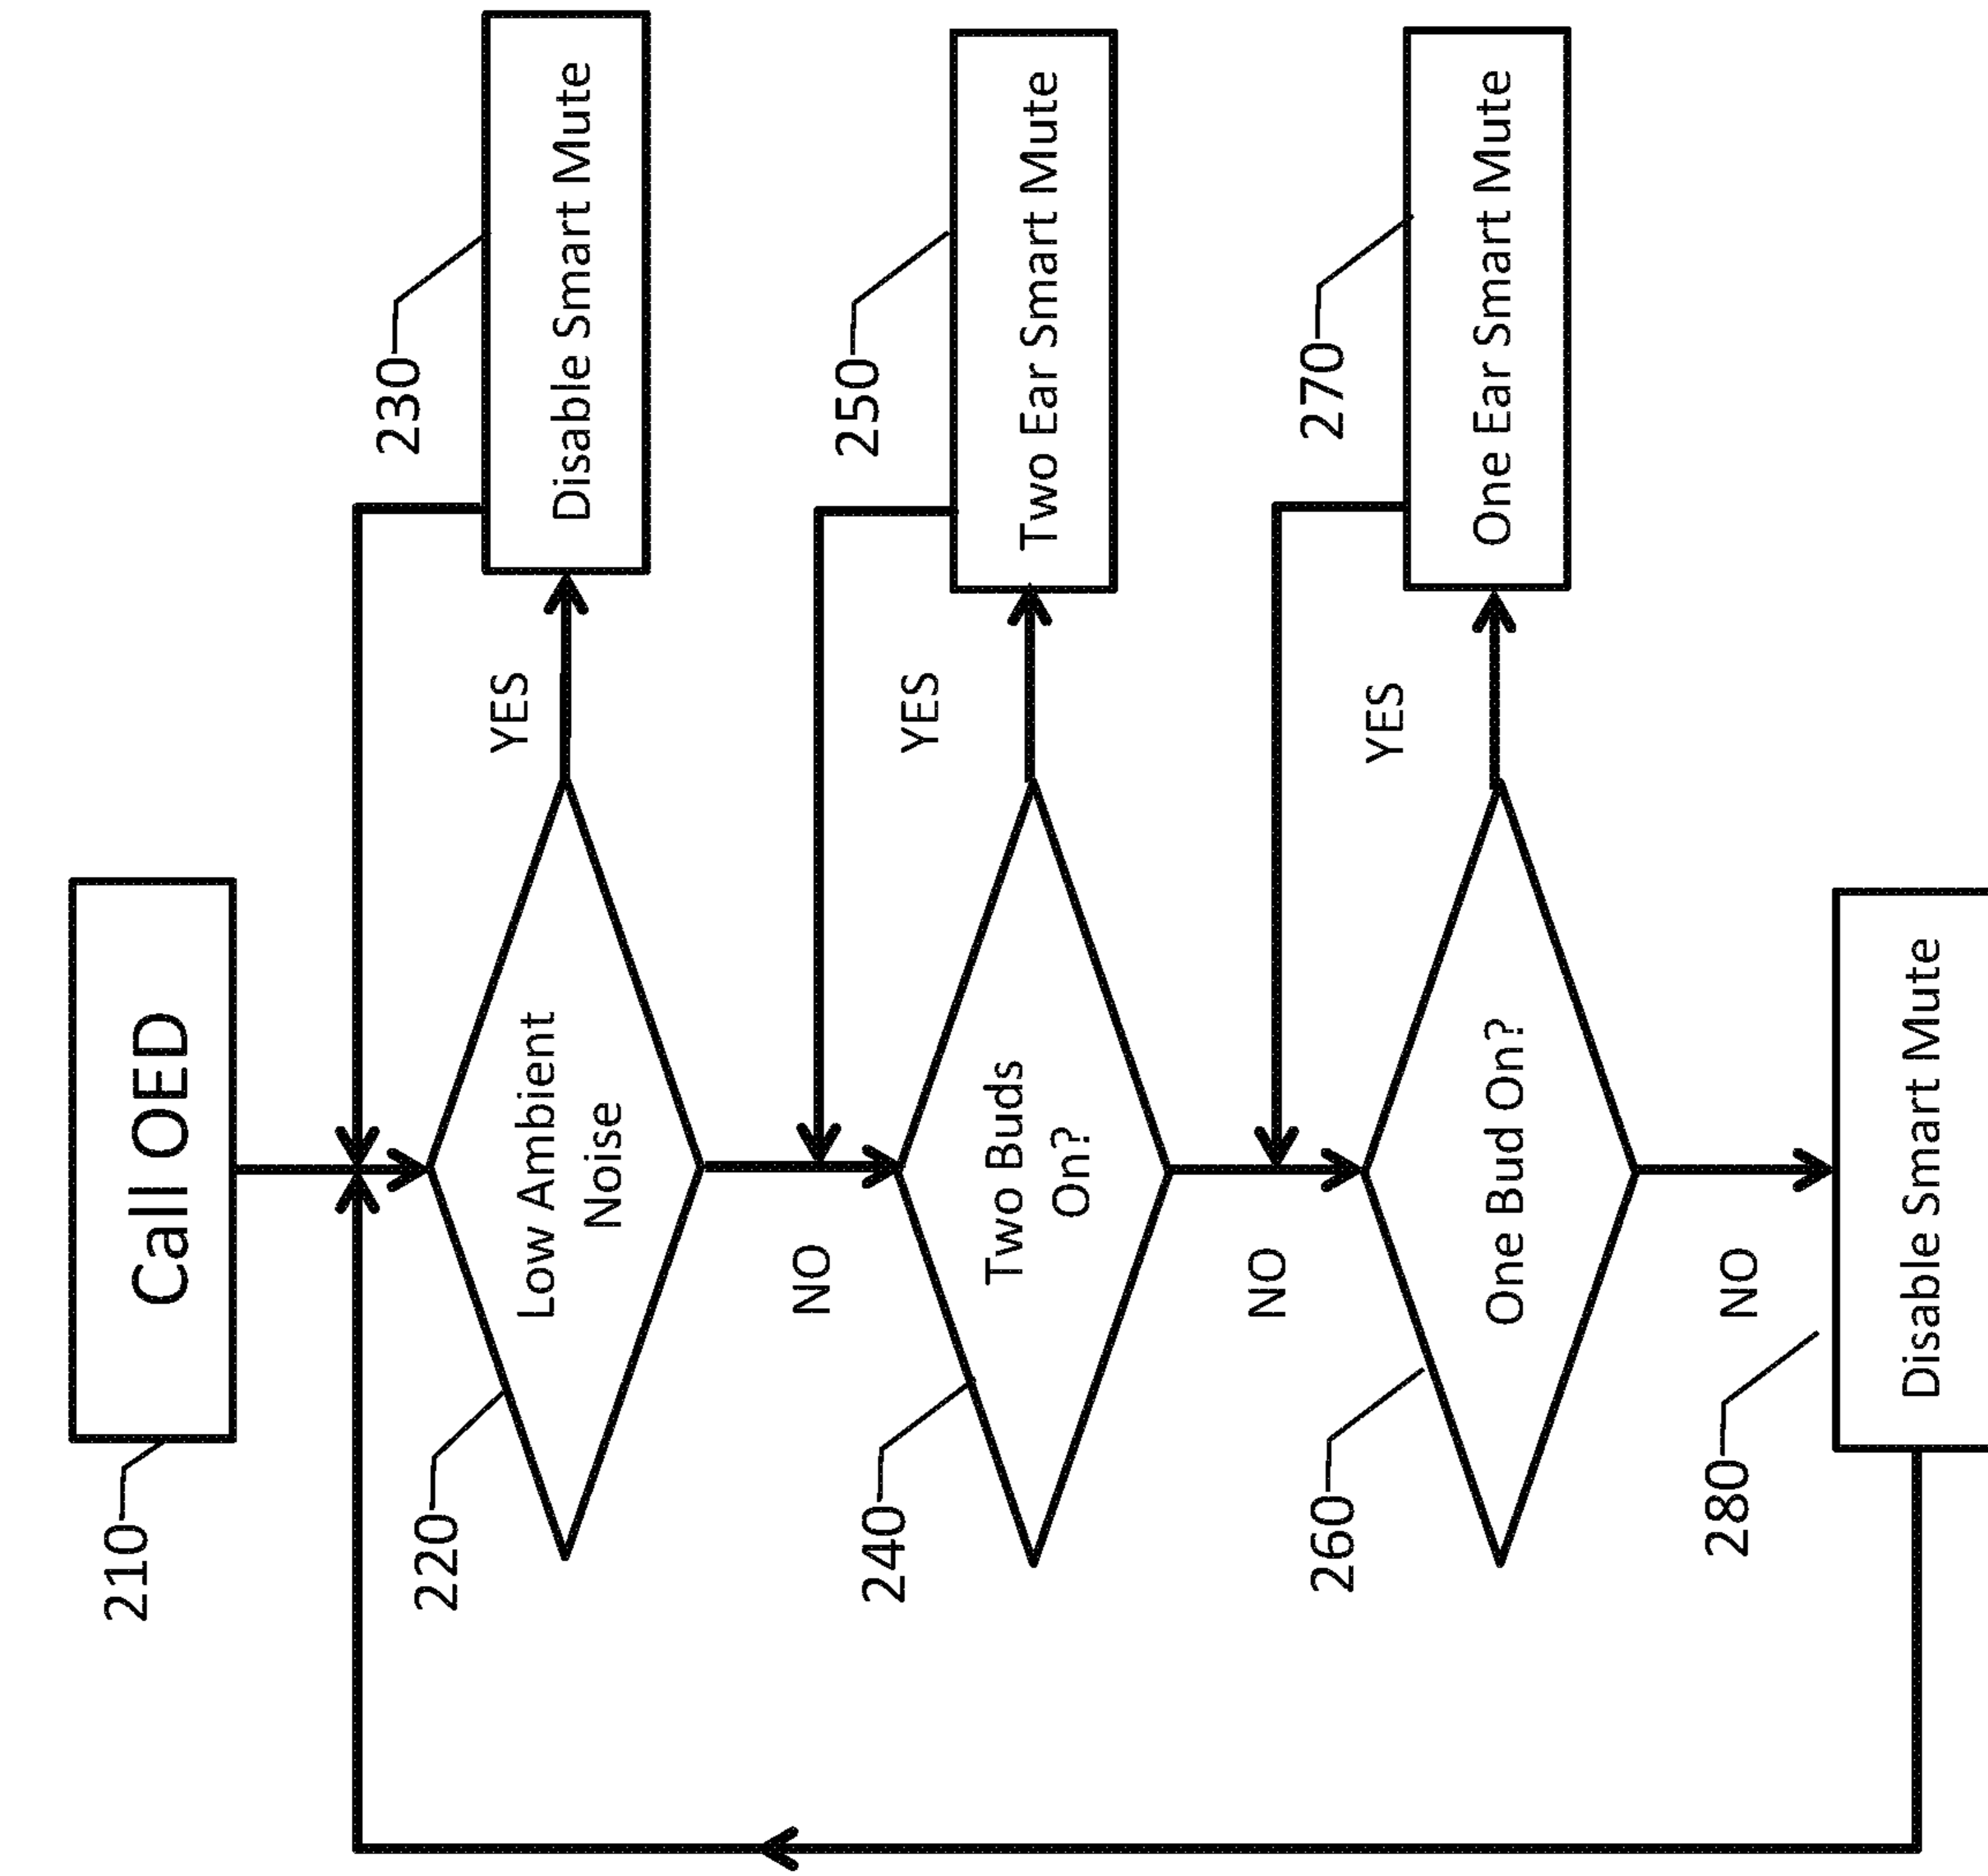 210
Call OED
220
Low Ambient
Noise
YES
230
Disable Smart Mute
NO
240
Two Buds
On?
YES
250
Two Ear Smart Mute
NO
260
One Bud On?
YES
270
One Ear Smart Mute
NO
280
Disable Smart Mute